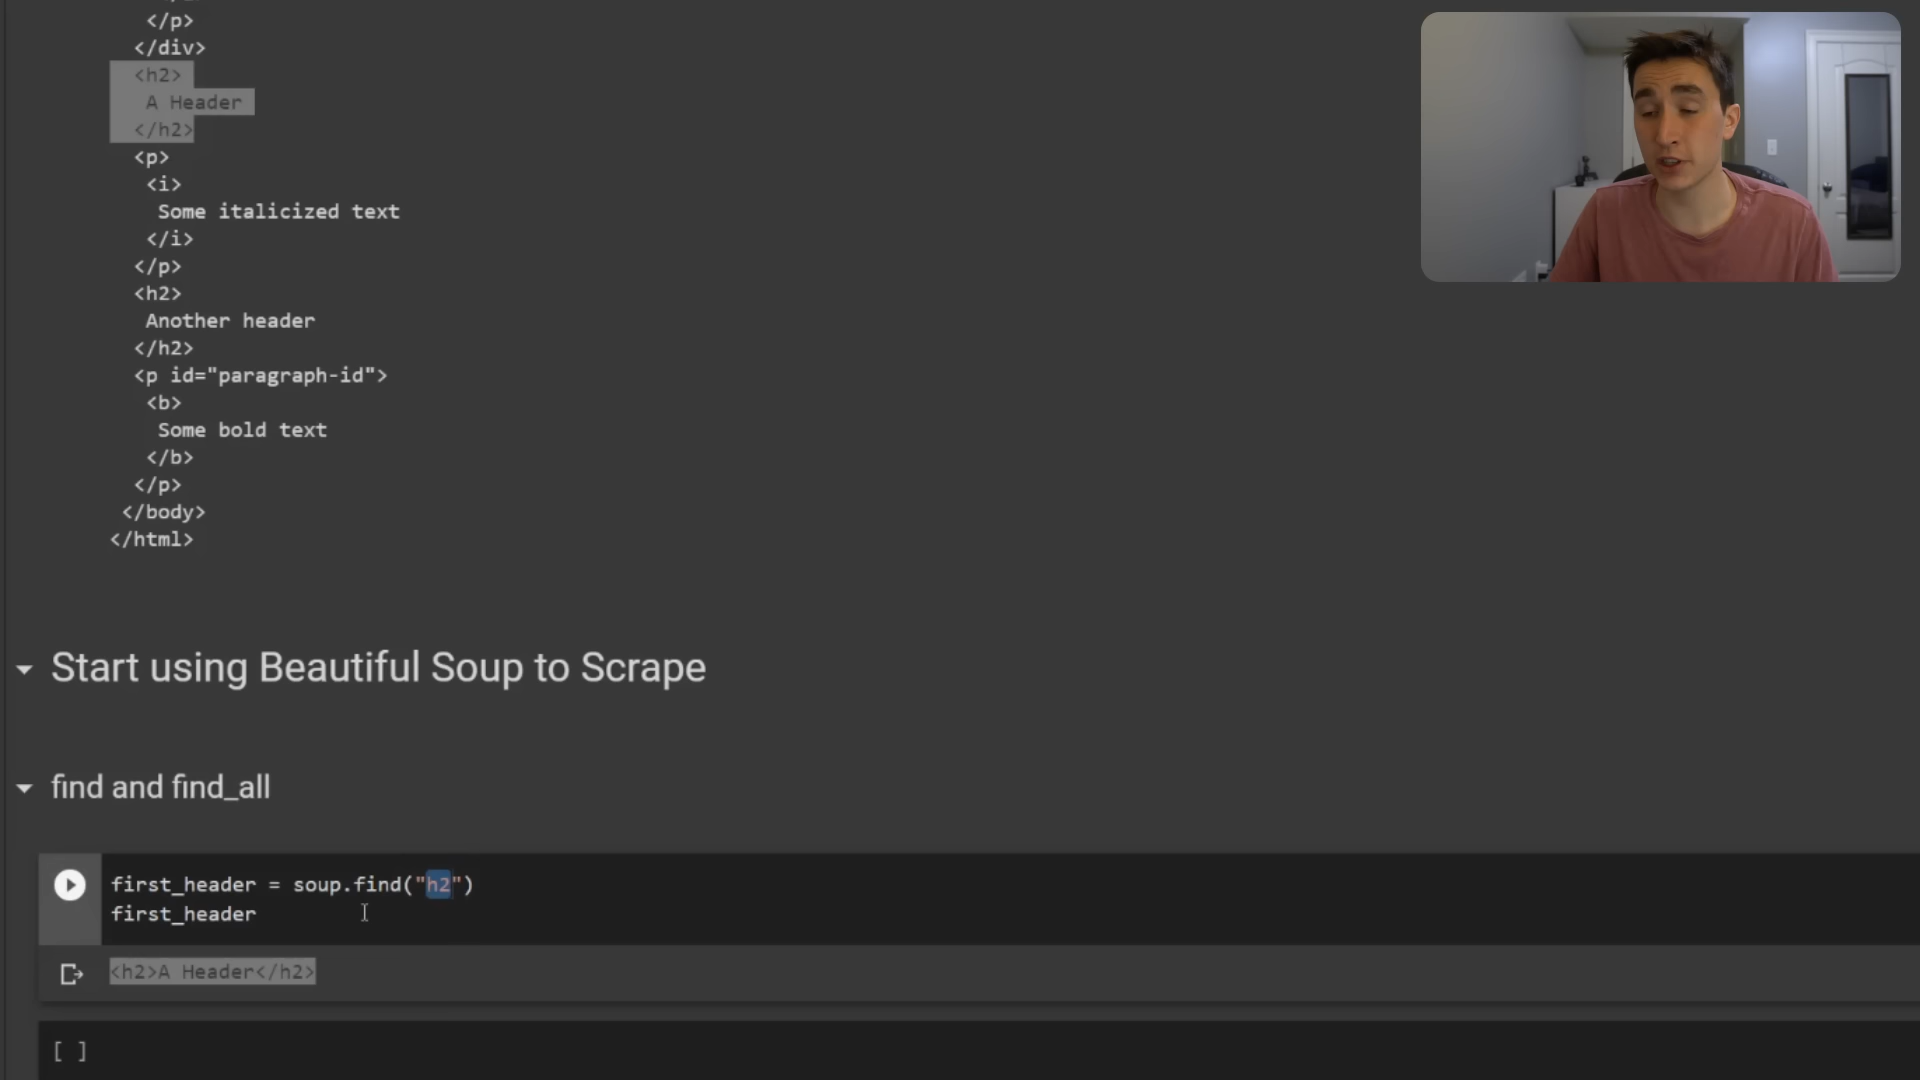 </p>
</div>
<h2>
A Header
</h2>
<p>
<i>
Some italicized text
</i>
</p>
<h2>
Another header
</h2>
<p id="paragraph-id">
<b>
Some bold text
</b>
</p>
</body>
</html>
Start using Beautiful Soup to Scrape
find and find_all
first_header = soup.find("h2")
first_header
<h2>A Header</h2>
[ ]